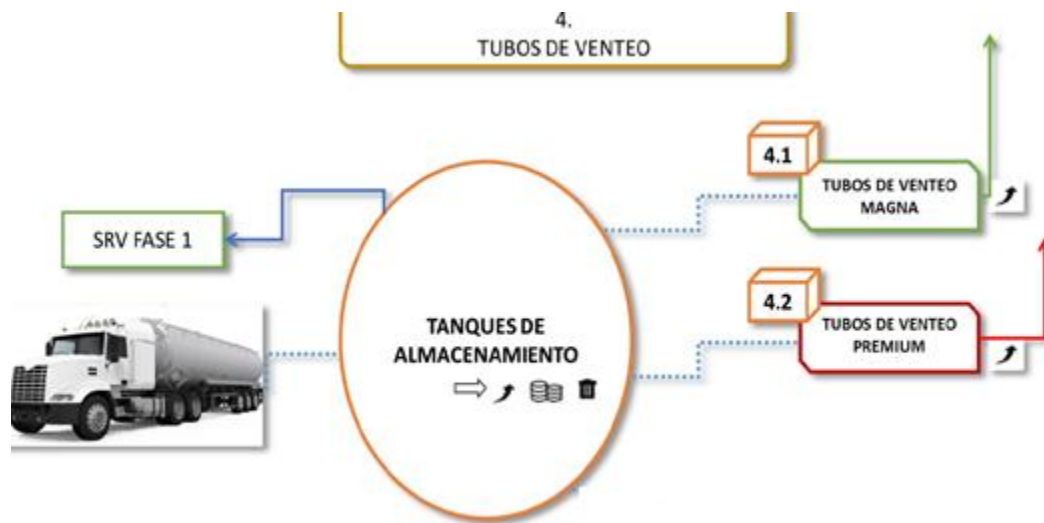 4.
TUBOS DE VENTEO
4.1
TUBOS DE VENTEO
MAGNA
SRV FASE 1
4.2
TUBOS DE VENTEO
PREMIUM
TANQUES DE
ALMACENAMIENTO